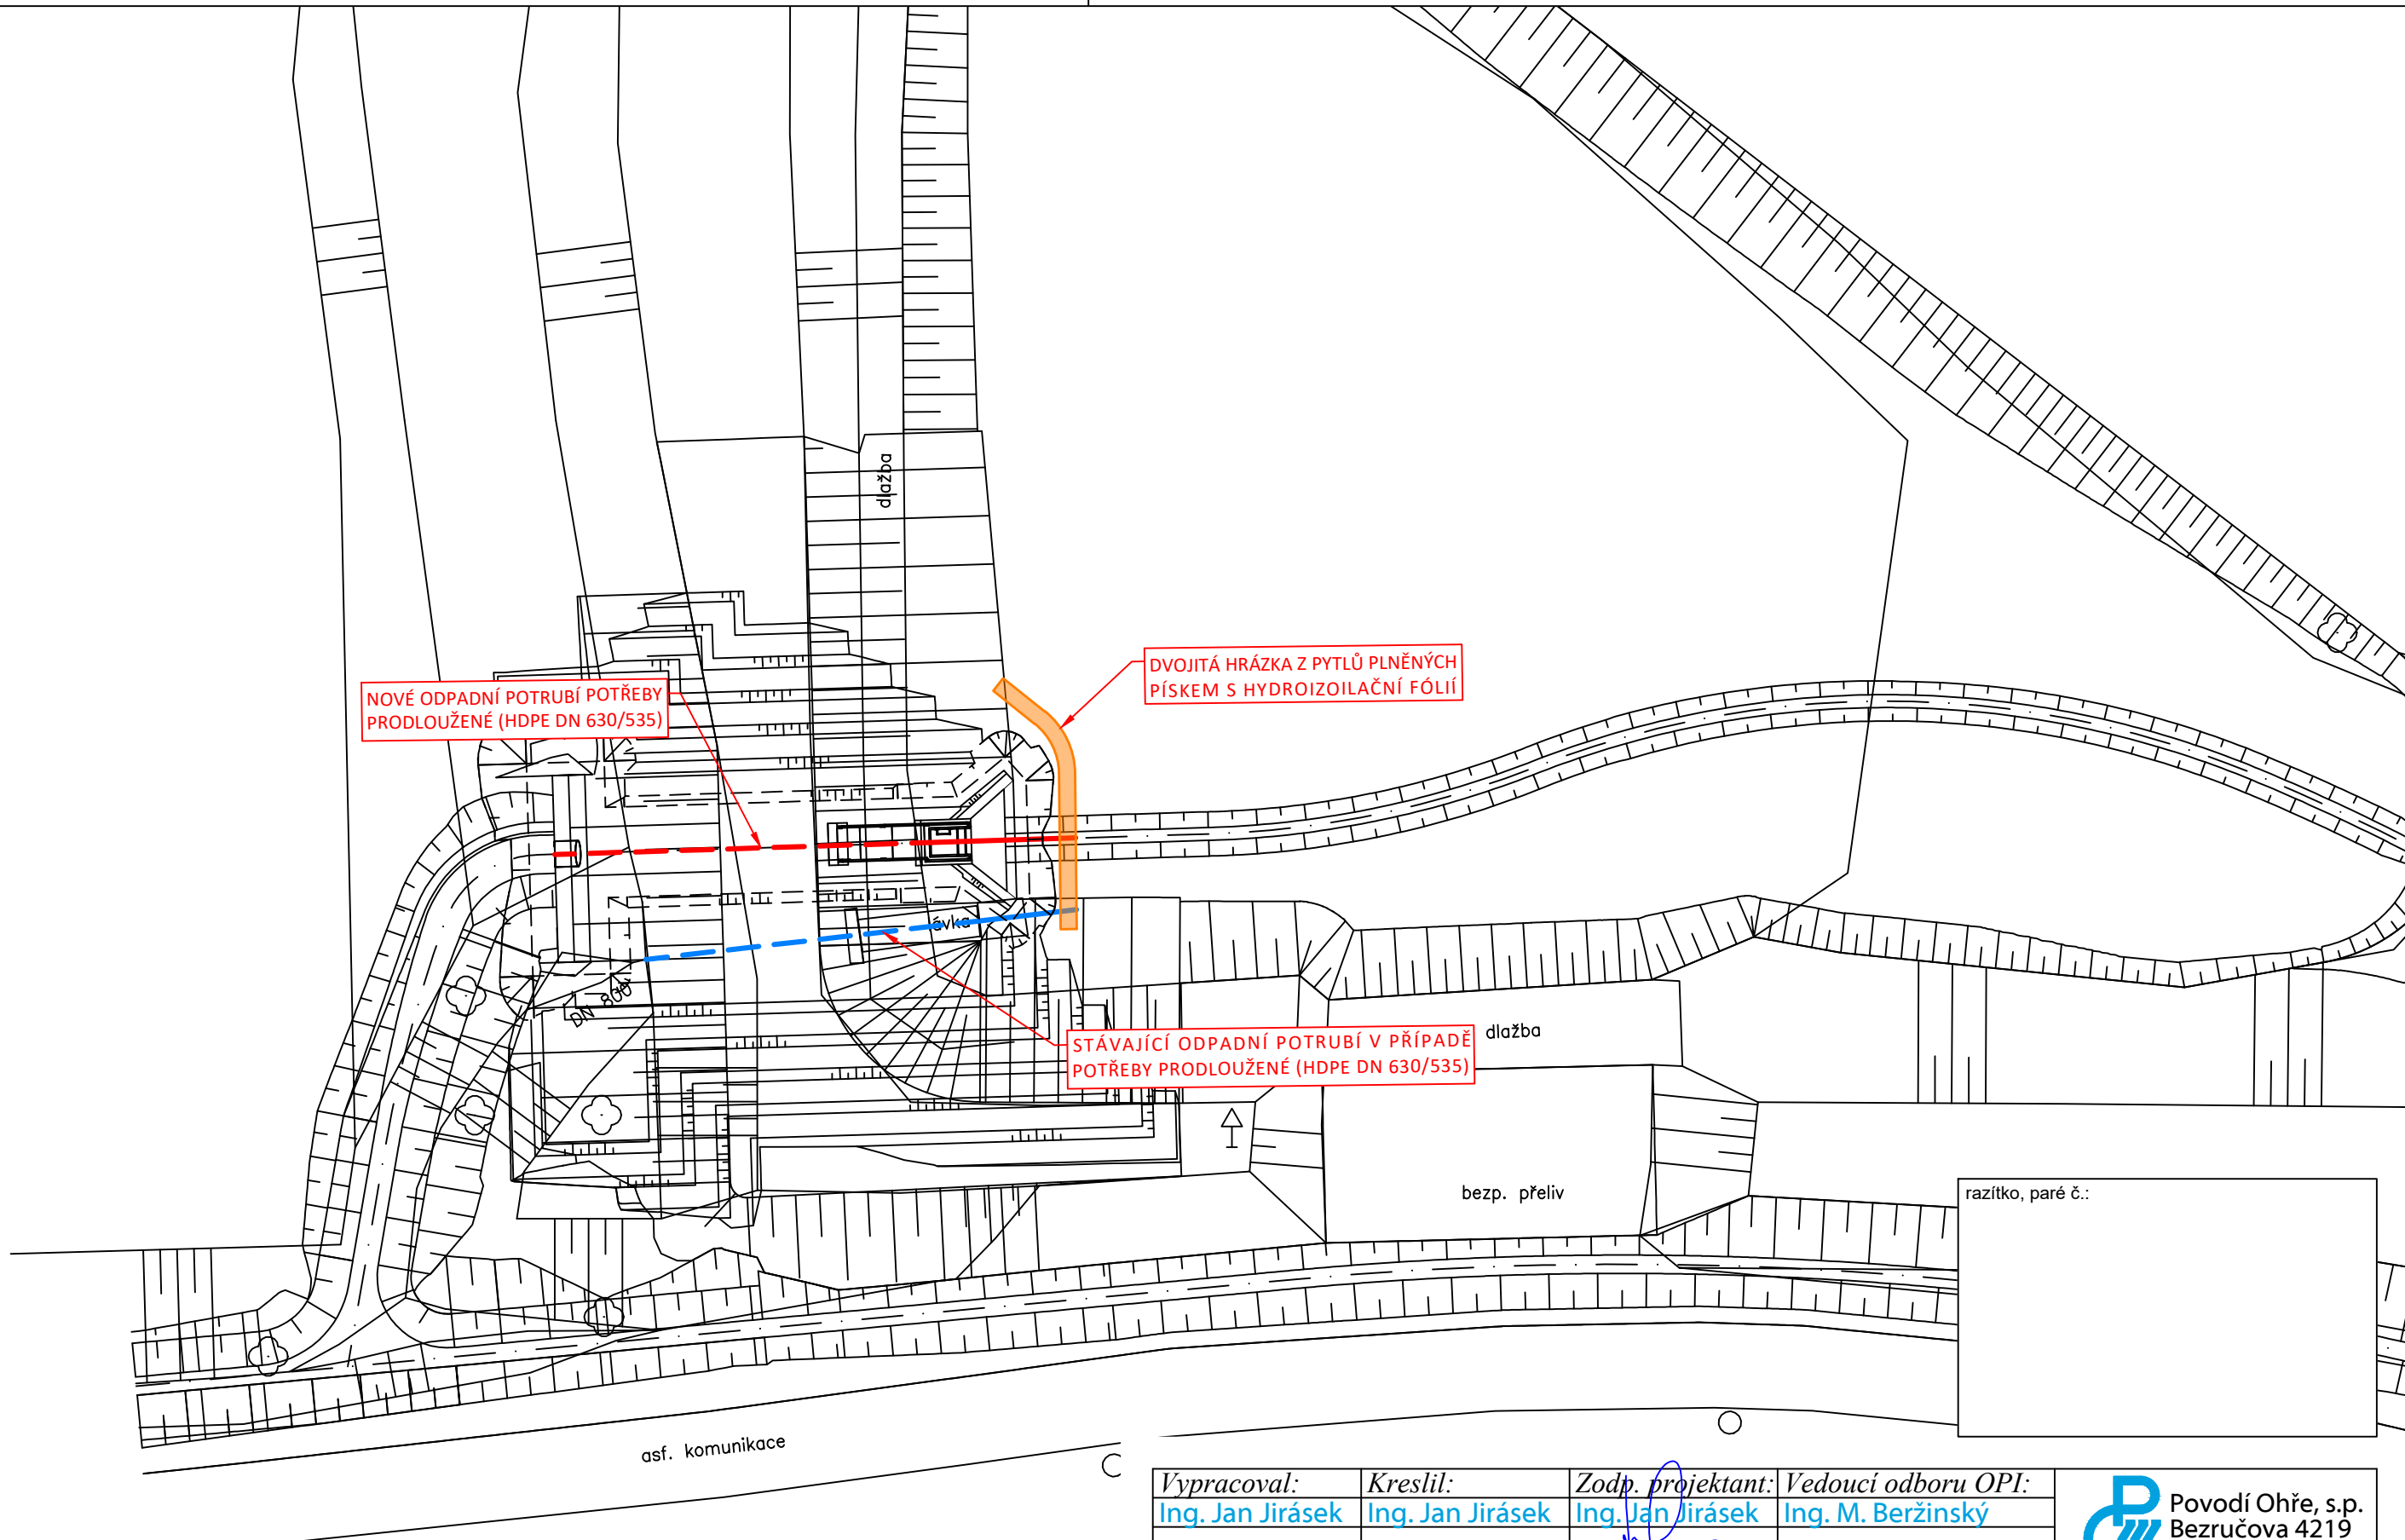 dlažba
DVOJITÁ HRÁZKA Z PYTLŮ PLNĚNÝCH
PÍSKEM S HYDROIZOILAČNÍ FÓLIÍ
NOVÉ ODPADNÍ POTRUBÍ POTŘEBY
PRODLOUŽENÉ (HDPE DN 630/535)
ávka
DN 800
STÁVAJÍCÍ ODPADNÍ POTRUBÍ V PŘÍPADĚ
POTŘEBY PRODLOUŽENÉ (HDPE DN 630/535)
dlažba
bezp. přeliv
razítko, paré č.:
asf. komunikace
Vypracoval: Kreslil: Zodp. projektant: Vedoucí odboru OPI:
Ing. Jan Jirásek Ing. Jan Jirásek Ing. Jan Jirásek Ing. M. Beržinský
Povodí Ohře, s.p.
Bezručova 4219